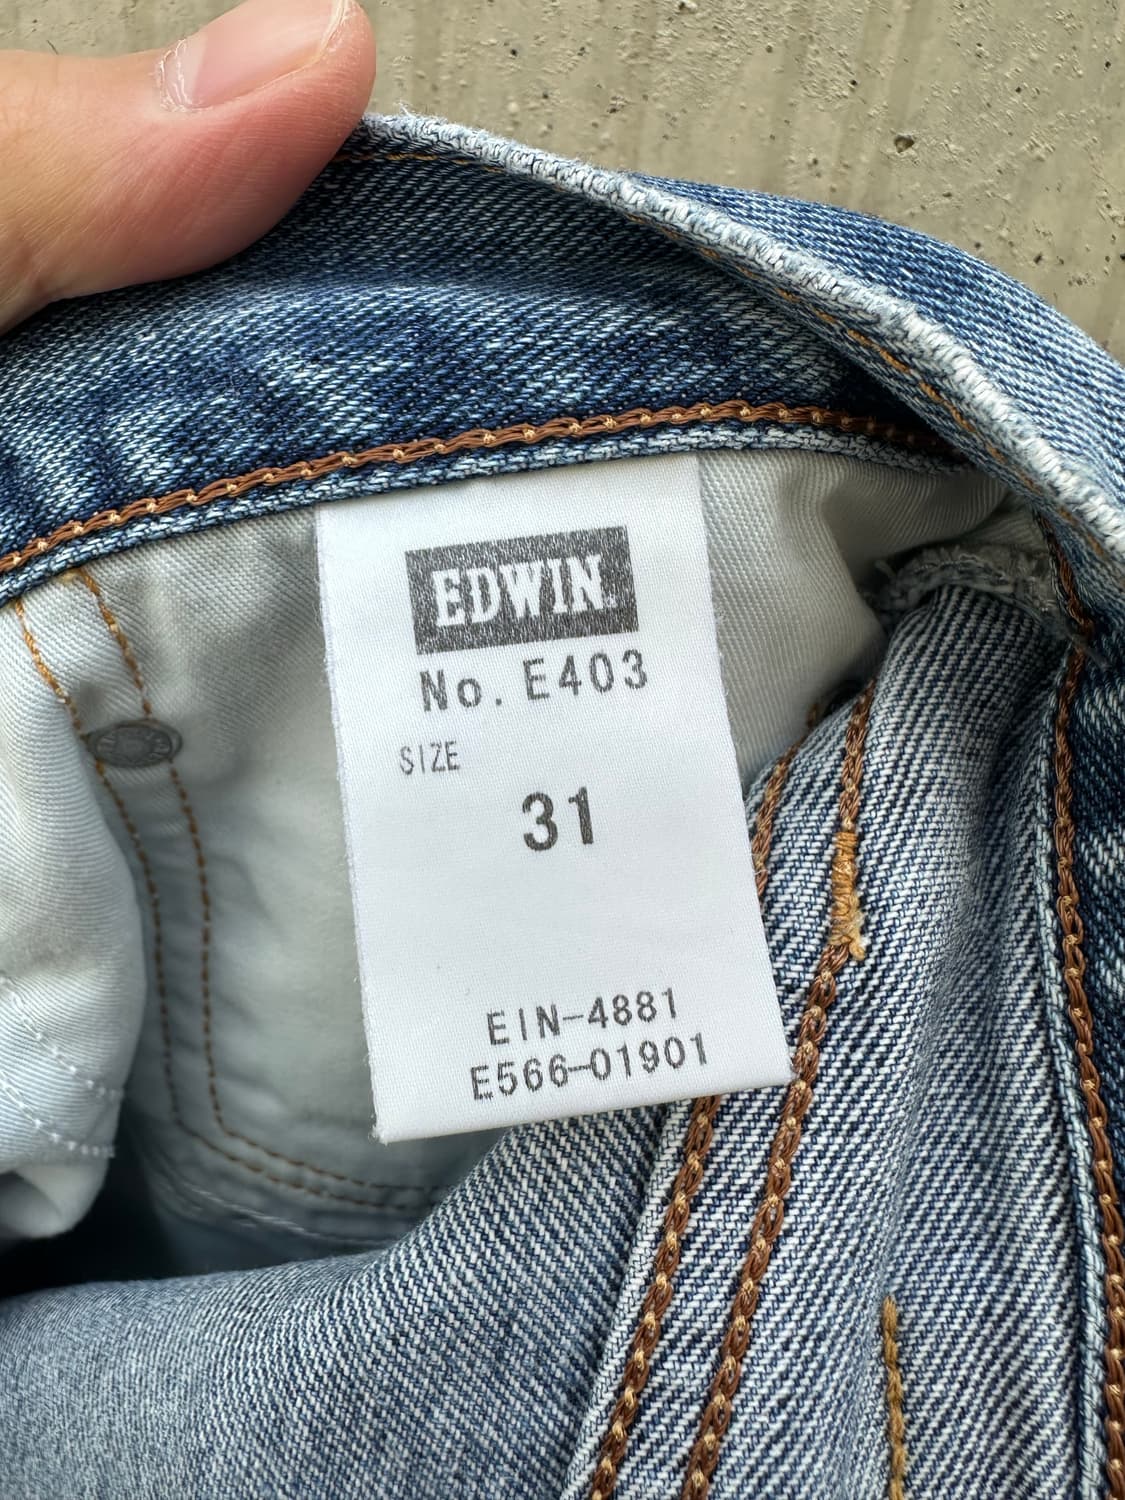 EDWIN
No. E403
SIZE
31
EIN-4881
E566-01901